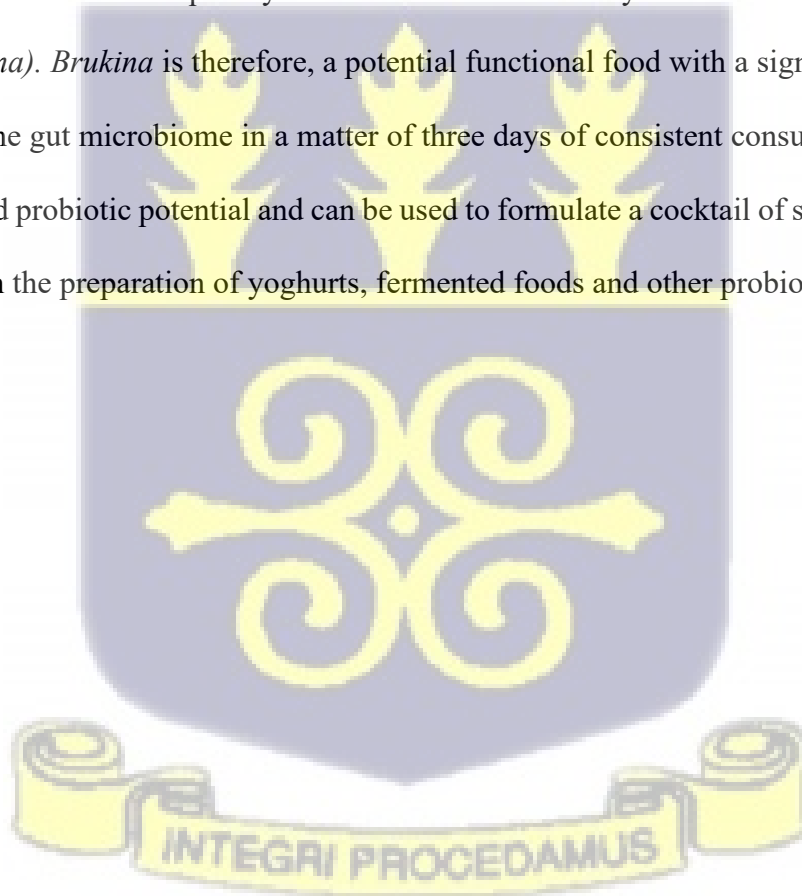 na). Brukina is therefore, a potential functional food with a sign
ne gut microbiome in a matter of three days of consistent consu
d probiotic potential and can be used to formulate a cocktail of s
n the preparation of yoghurts, fermented foods and other probio
INTEGRI PROCEDAMUS